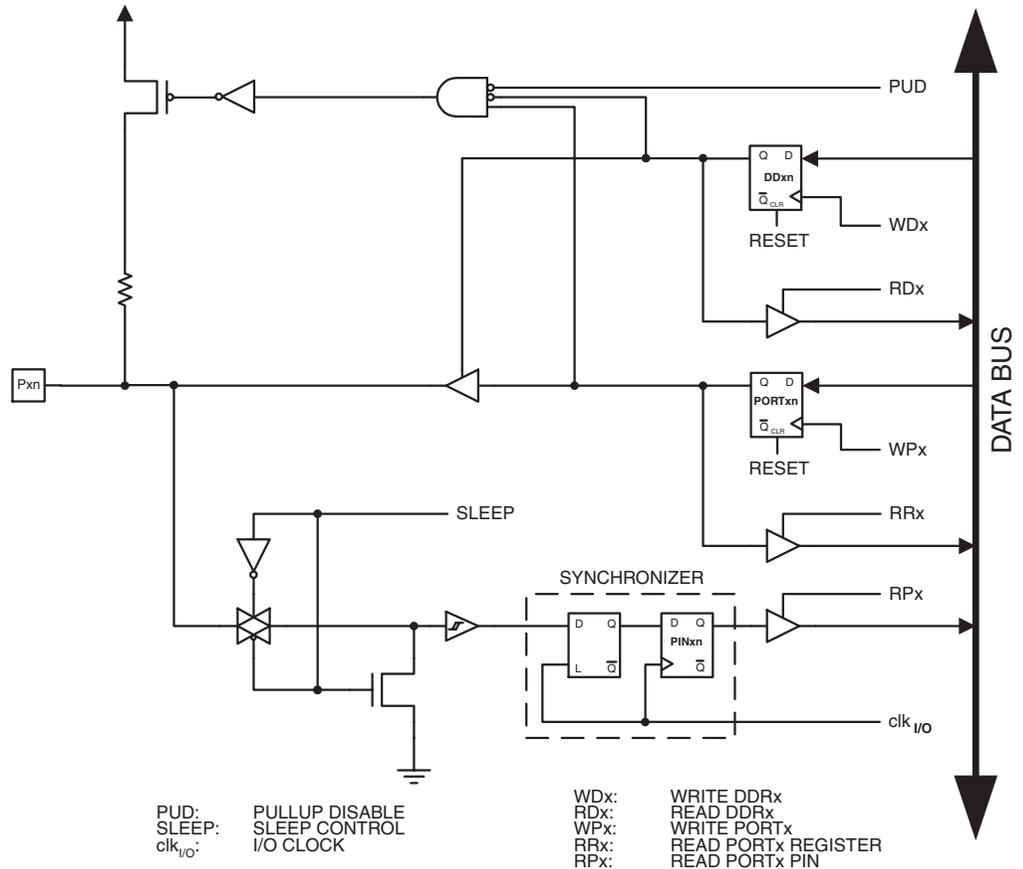 PUD
Q D
DDxn
Q CLR
WDx
RESET
RDx
Pxn
Q D
PORTxn
Q CLR
WPx
RESET
DATA BUS
SLEEP
RRx
SYNCHRONIZER
RPx
D Q
L Q
D Q
PINxn
Q
clk I/O
PUD: PULLUP DISABLE
SLEEP: SLEEP CONTROL
clkI/O: I/O CLOCK
WDx: WRITE DDRx
RDx: READ DDRx
WPx: WRITE PORTx
RRx: READ PORTx REGISTER
RPx: READ PORTx PIN